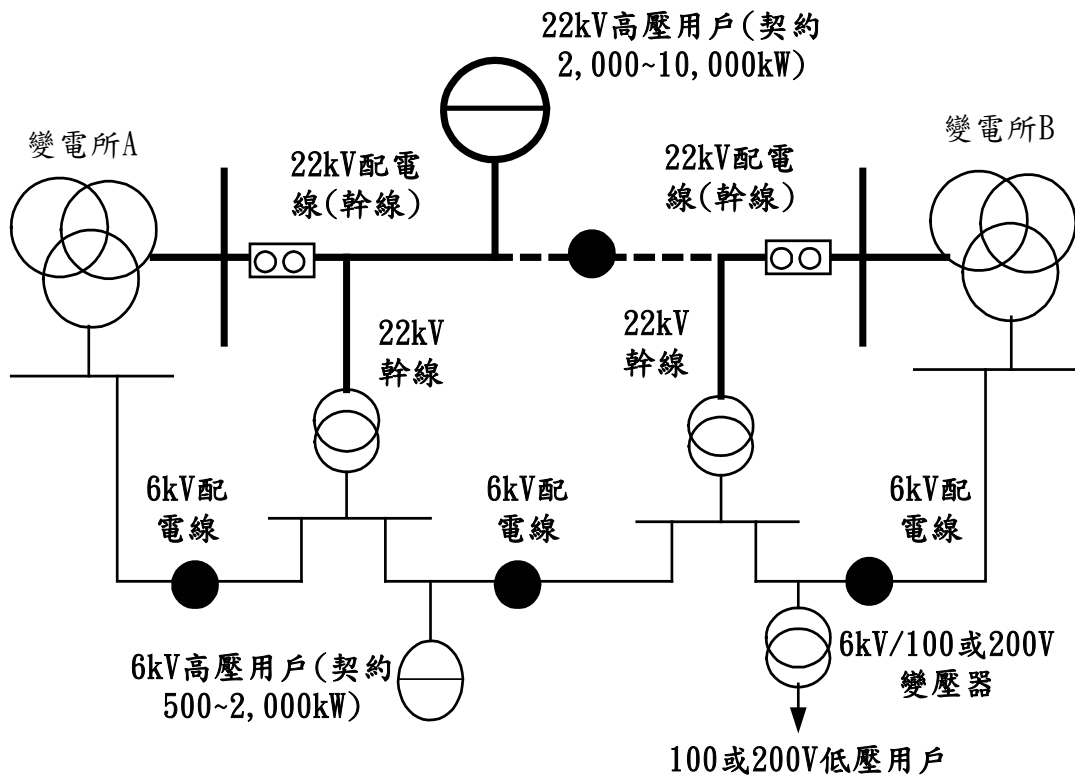 22kV高壓用戶(契約
2,000~10,000kW)
變電所A
變電所B
22kV配電
線(幹線)
22kV配電
線(幹線)
22kV
幹線
22kV
幹線
6kV配
電線
6kV配
電線
6kV配
電線
6kV高壓用戶(契約
500~2,000kW)
6kV/100或200V
變壓器
100或200V低壓用戶